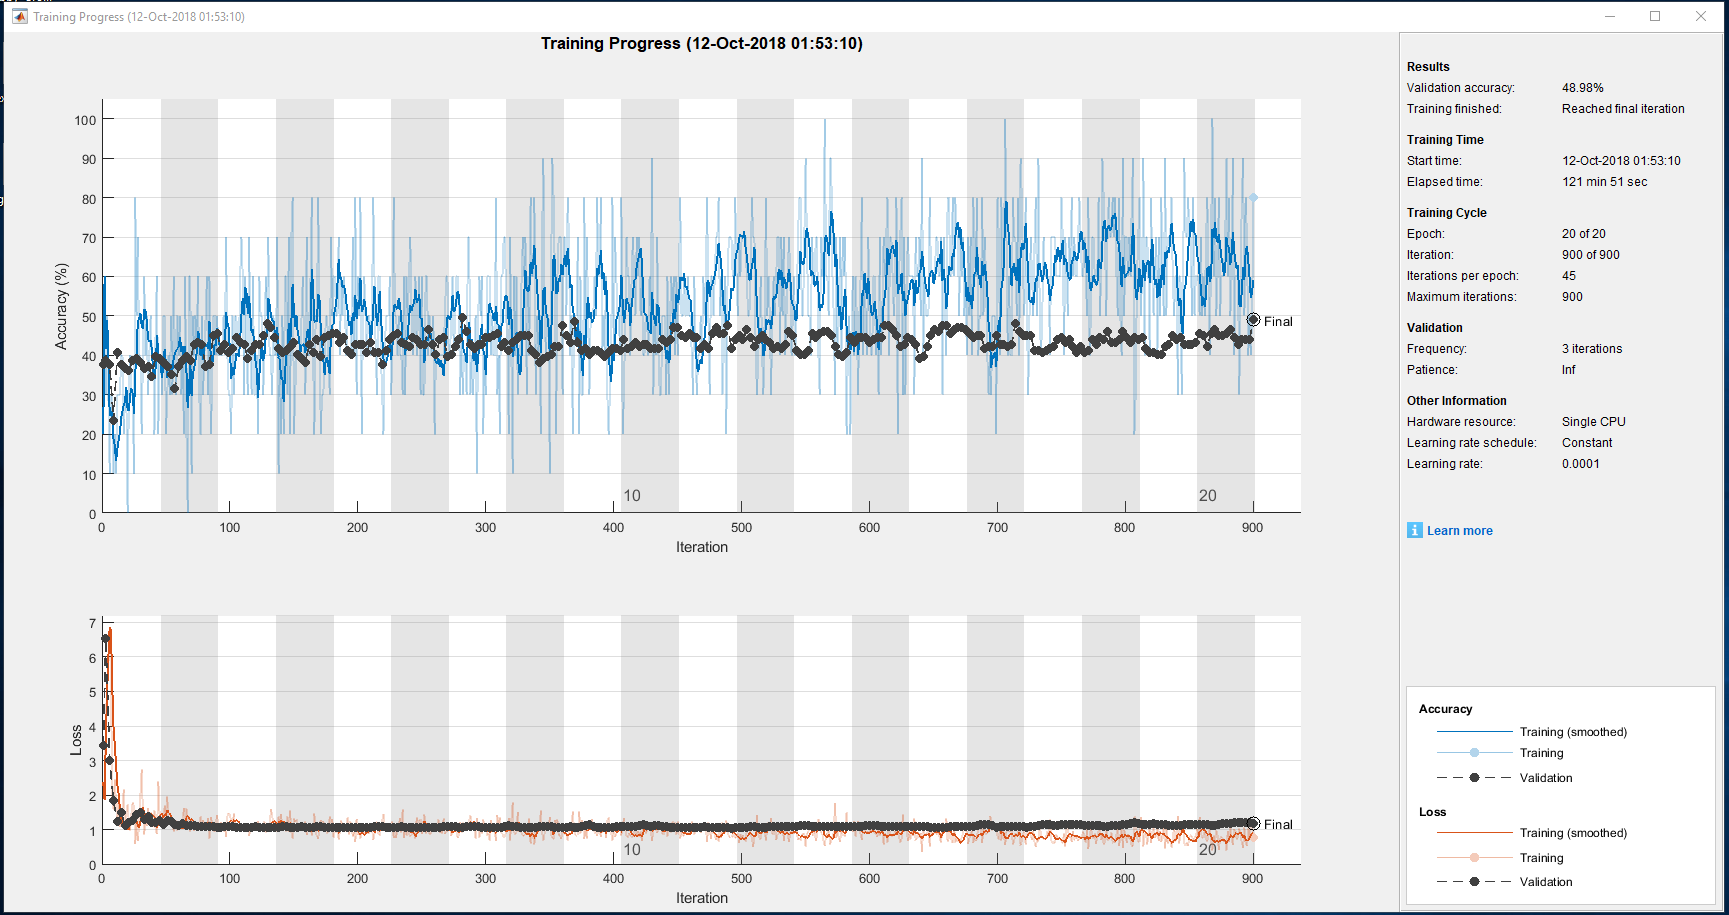 Training Progress (12-Oct-2018 01:53:10)
Training Progress (12-Oct-2018 01:53:10)
Accuracy (%)
100
90
80
70
60
50
40
30
20
10
0
10
20
Final
0 100 200 300 400 500 600 700 800 900
Iteration
Loss
7
6
5
4
3
2
1
0
10
20
Final
0 100 200 300 400 500 600 700 800 900
Iteration
Results
Validation accuracy: 48.98%
Training finished: Reached final iteration
Training Time
Start time: 12-Oct-2018 01:53:10
Elapsed time: 121 min 51 sec
Training Cycle
Epoch: 20 of 20
Iteration: 900 of 900
Iterations per epoch: 45
Maximum iterations: 900
Validation
Frequency: 3 iterations
Patience: Inf
Other Information
Hardware resource: Single CPU
Learning rate schedule: Constant
Learning rate: 0.0001
i Learn more
Accuracy
Training (smoothed)
Training
Validation
Loss
Training (smoothed)
Training
Validation